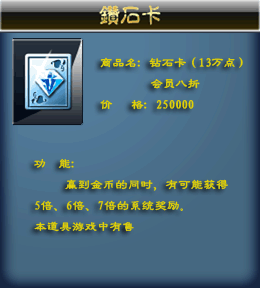 鑽石卡
商品名: 钻石卡（13万点）
会员八折
价 格: 250000
功 能:
赢到金币的同时，有可能获得
5倍、6倍、7倍的系统奖励。
本道具游戏中有鲁